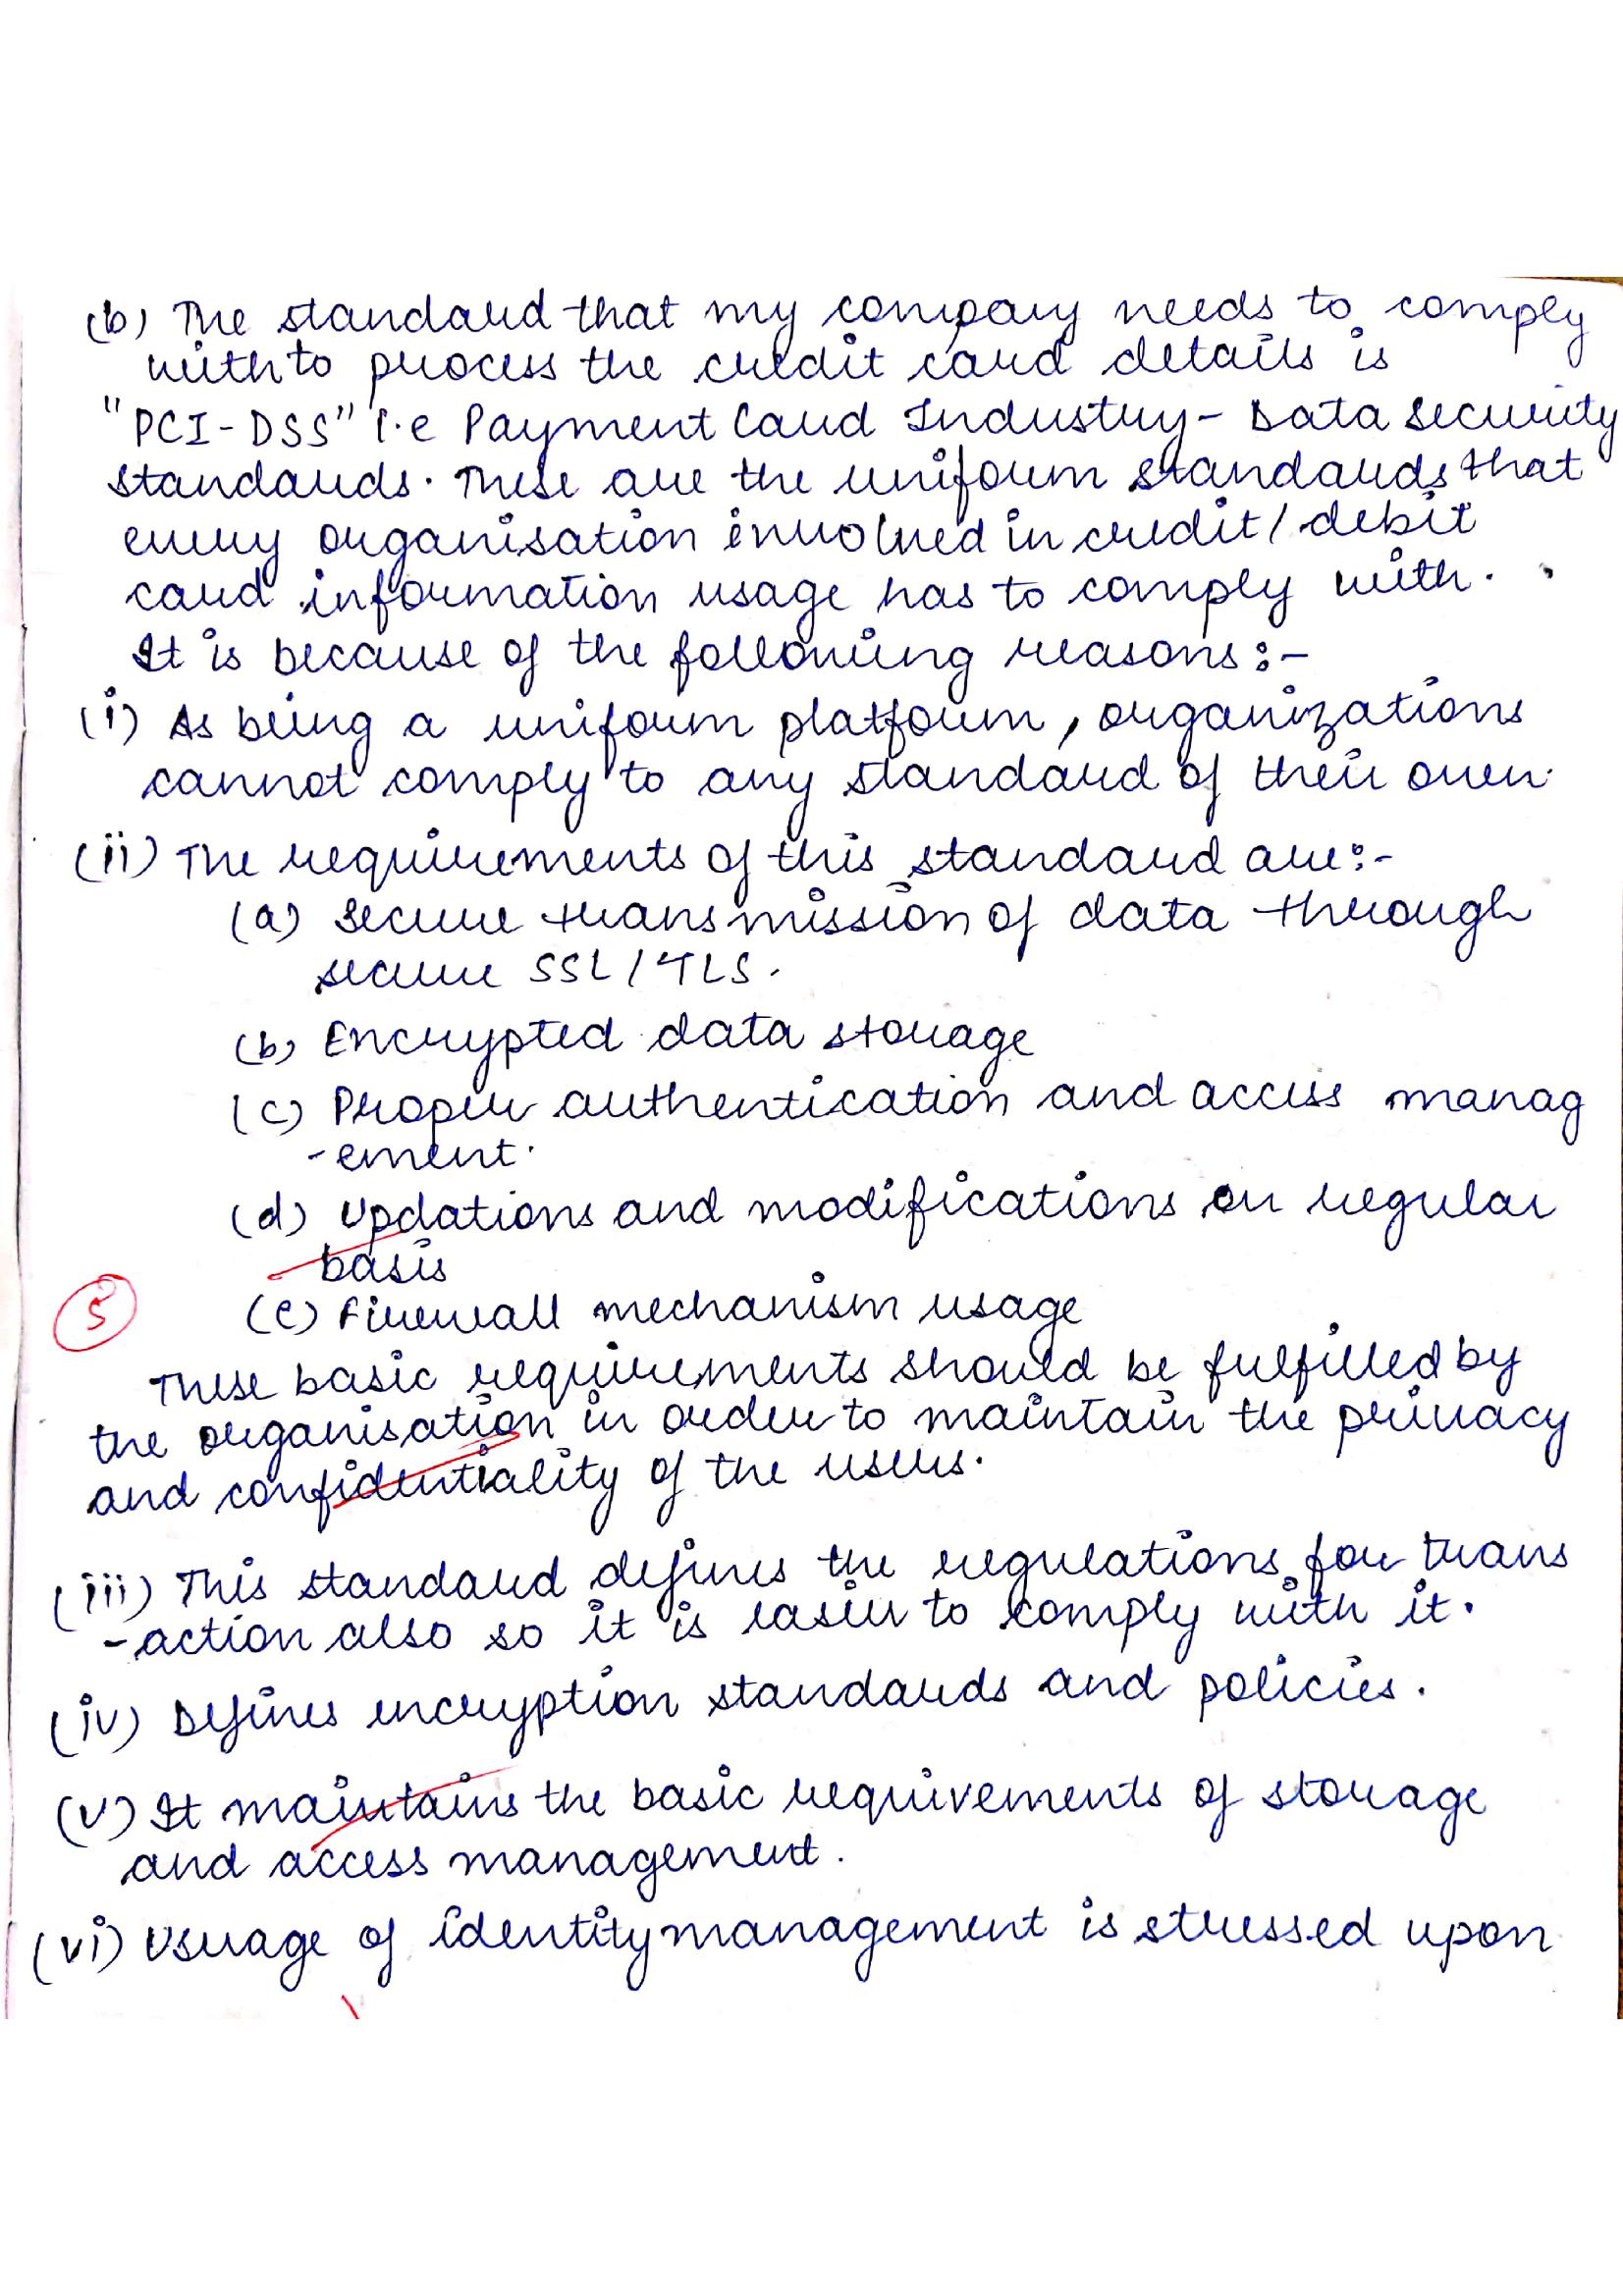 (b) The standard that my company needs to comply
with to process the credit card details is
"PCI-DSS" i.e Payment Card Industry- Data Security
standards. These are the uniform standards that
every organisation involved in credit/debit
card information usage has to comply with.
It is because of the following reasons:-
(i) As being a uniform platform, organizations
cannot comply to any standard of their own.
(ii) The requirements of this standard are:-
(a) Secure transmission of data through
secure SSL/TLS.
(b) Encrypted data storage
(c) Proper authentication and access manag
-ement.
(d) Updations and modifications on regular
basis
5
(e) Firewall mechanism usage
These basic requirements should be fulfilled by
the organisation in order to maintain the privacy
and confidentiality of the users.
(iii) This standard defines the regulations for trans
-action also so it is easier to comply with it.
(iv) Defines encryption standards and policies.
(v) It maintains the basic requirements of storage
and access management.
(vi) Usuage of identity management is stressed upon